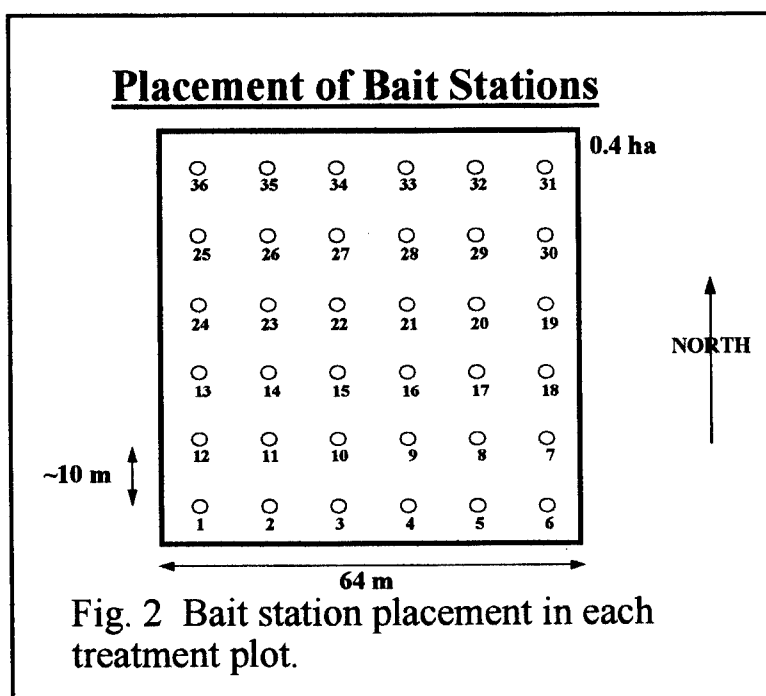 Placement of Bait Stations
0.4 ha
36 35 34 33 32 31
25 26 27 28 29 30
24 23 22 21 20 19
NORTH
13 14 15 16 17 18
12 11 10 9 8 7
~10 m
1 2 3 4 5 6
64 m
Fig. 2 Bait station placement in each
treatment plot.